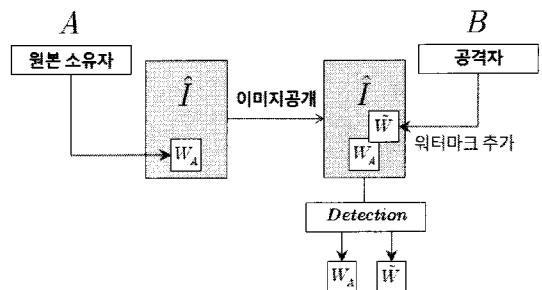 A
B
원본 소유자
공격자
Î
이미지공개
Î
W̃
W_A
W_A
워터마크 추가
Detection
W_A
W̃